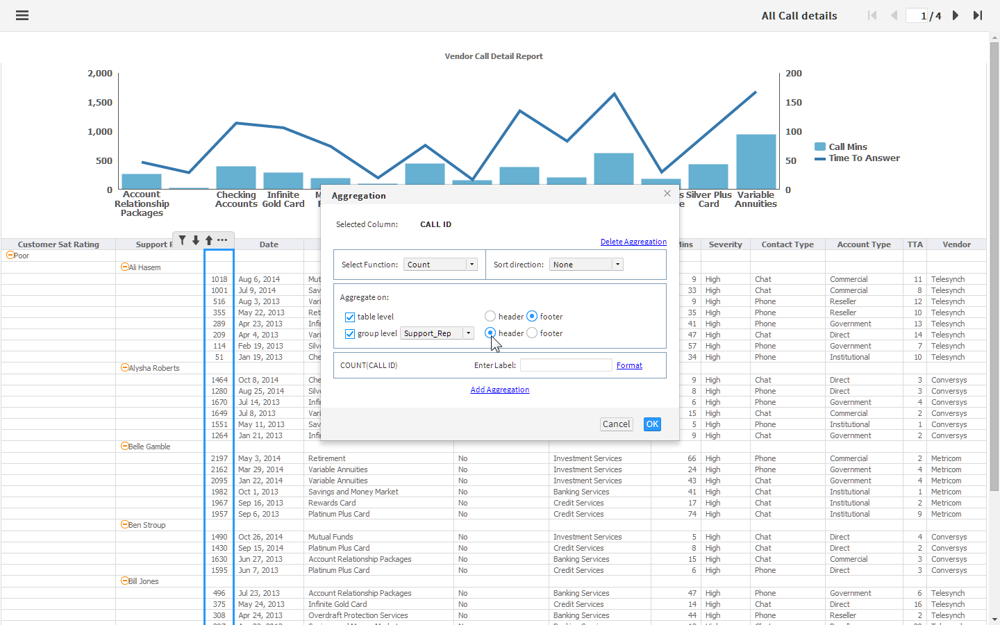 All Call details
1 / 4
Vendor Call Detail Report
2,000
1,500
1,000
500
0
200
150
100
50
0
Call Mins
Time To Answer
Account Relationship Packages
Checking Accounts
Infinite Gold Card
Silver Plus Card
Variable Annuities
Aggregation
Selected Column: CALL ID
Delete Aggregation
Select Function: Count Sort direction: None
Aggregate on:
table level header footer
group level Support_Rep header footer
COUNT(CALL ID) Enter Label: Format
Add Aggregation
Cancel OK
Customer Sat Rating Support Date Mins Severity Contact Type Account Type TTA Vendor
Poor
Ali Hasem
1018 Aug 6, 2014 9 High Chat Commercial 11 Telesynch
1001 Jul 9, 2014 33 High Chat Commercial 8 Telesynch
516 Aug 3, 2013 9 High Phone Reseller 12 Telesynch
355 May 22, 2013 35 High Phone Reseller 10 Telesynch
289 Apr 23, 2013 41 High Phone Government 13 Telesynch
209 Apr 4, 2013 47 High Chat Direct 14 Telesynch
114 Feb 19, 2013 57 High Phone Government 7 Telesynch
51 Jan 19, 2013 34 High Phone Institutional 10 Telesynch
Alysha Roberts
1464 Oct 8, 2014 9 High Chat Direct 3 Conversys
1280 Aug 25, 2014 8 High Phone Direct 3 Conversys
1670 Jul 14, 2013 6 High Phone Government 4 Conversys
1649 Jul 8, 2013 15 High Chat Commercial 2 Conversys
1551 May 11, 2013 5 High Phone Institutional 1 Conversys
1264 Jan 21, 2013 9 High Chat Government 2 Conversys
Belle Gamble
2197 May 3, 2014 Retirement No Investment Services 66 High Phone Commercial 2 Metricom
2162 Mar 29, 2014 Variable Annuities No Investment Services 24 High Phone Government 4 Metricom
2095 Jan 22, 2014 Variable Annuities No Investment Services 43 High Chat Government 4 Metricom
1982 Oct 1, 2013 Savings and Money Market No Banking Services 41 High Chat Institutional 1 Metricom
1967 Sep 16, 2013 Rewards Card No Credit Services 17 High Chat Institutional 2 Metricom
1957 Sep 6, 2013 Platinum Plus Card No Credit Services 74 High Chat Institutional 9 Metricom
Ben Stroup
1490 Oct 26, 2014 Mutual Funds No Investment Services 5 High Chat Direct 4 Conversys
1430 Sep 15, 2014 Platinum Plus Card No Credit Services 8 High Chat Direct 2 Conversys
1630 Jun 27, 2013 Account Relationship Packages No Banking Services 15 High Chat Commercial 3 Conversys
1595 Jun 7, 2013 Platinum Plus Card No Credit Services 6 High Phone Direct 3 Conversys
Bill Jones
496 Jul 23, 2013 Account Relationship Packages No Banking Services 47 High Phone Government 6 Telesynch
375 May 24, 2013 Infinite Gold Card No Credit Services 14 High Chat Direct 16 Telesynch
308 Apr 24, 2013 Overdraft Protection Services No Banking Services 44 High Phone Reseller 2 Telesynch